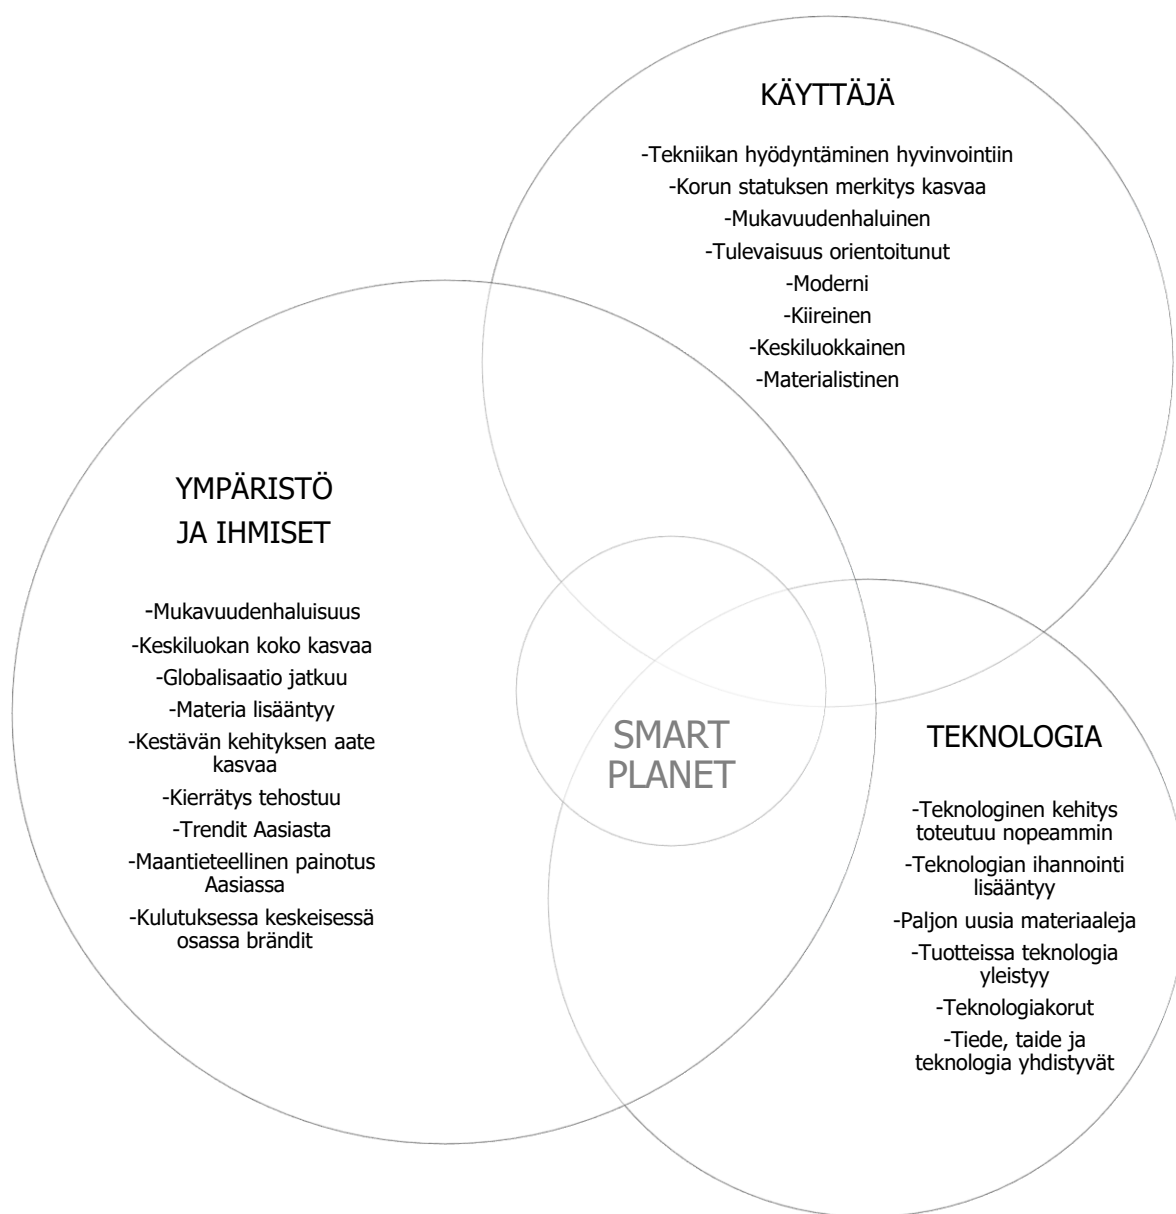 KÄYTTÄJÄ
-Tekniikan hyödyntäminen hyvinvointiin
-Korun statuksen merkitys kasvaa
-Mukavuudenhaluinen
-Tulevaisuus orientoitunut
-Moderni
-Kiireinen
-Keskiluokkainen
-Materialistinen
YMPÄRISTÖ
JA IHMISET
-Mukavuudenhaluisuus
-Keskiluokan koko kasvaa
-Globalisaatio jatkuu
-Materia lisääntyy
-Kestävän kehityksen aate
kasvaa
-Kierrätys tehostuu
-Trendit Aasiasta
-Maantieteellinen painotus
Aasiassa
-Kulutuksessa keskeisessä
osassa brändit
SMART
PLANET
TEKNOLOGIA
-Teknologinen kehitys
toteutuu nopeammin
-Teknologian ihannointi
lisääntyy
-Paljon uusia materiaaleja
-Tuotteissa teknologia
yleistyy
-Teknologiakorut
-Tiede, taide ja
teknologia yhdistyvät